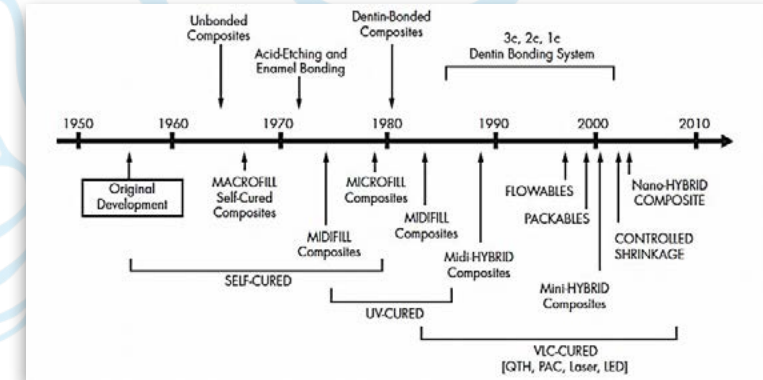 Unbonded
Composites
Dentin-Bonded
Composites
Acid-Etching and
Enamel Bonding
3c, 2c, 1c
Dentin Bonding System
1950 1960 1970 1980 1990 2000 2010
Original
Development
MACROFILL
Self-Cured
Composites
MIDIFILL
Composites
MICROFILL
Composites
MIDIFILL
Composites
Midi-HYBRID
Composites
FLOWABLES
PACKABLES
Mini-HYBRID
Composites
CONTROLLED
SHRINKAGE
Nano-HYBRID
COMPOSITE
SELF-CURED
UV-CURED
VLC-CURED
[QTH, PAC, Laser, LED]